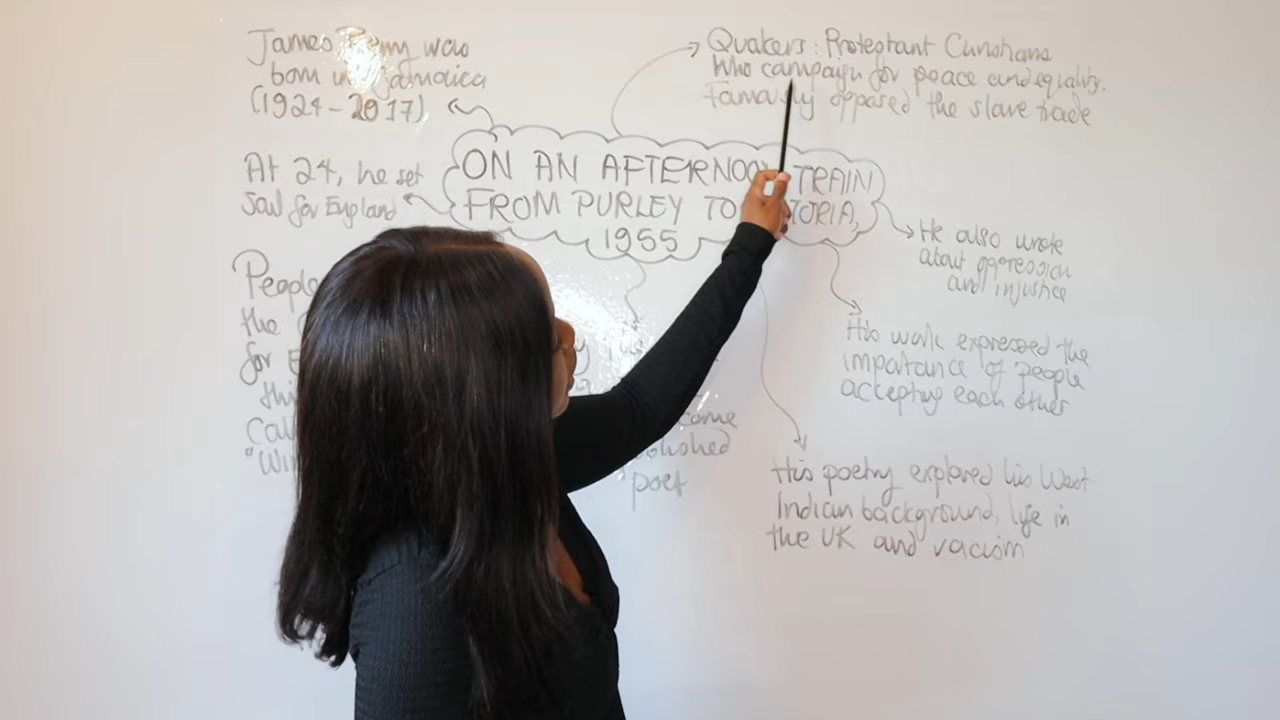 James Berry was
born in Jamaica
(1924-2017)
Quakers: Protestant Christians
who campaign for peace and equality.
Famously opposed the slave trade
ON AN AFTERNOON TRAIN
FROM PURLEY TO VICTORIA,
1955
At 24, he set
sail for England
He also wrote
about oppression
and injustice
People
the
for
His work expressed the
importance of people
accepting each other
His poetry explored his West
Indian background, life in
the UK and racism
poet